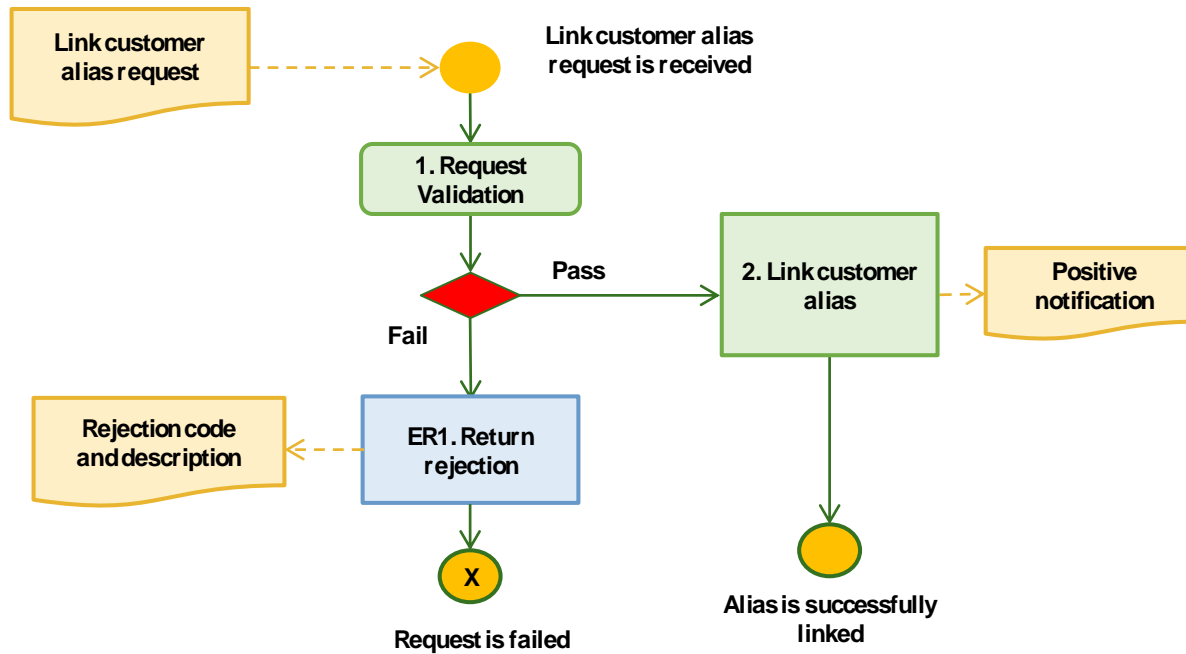 Link customer
alias request
Link customer alias
request is received
1. Request
Validation
Pass
2. Link customer
alias
Positive
notification
Fail
Rejection code
and description
ER1. Return
rejection
X
Request is failed
Alias is successfully
linked